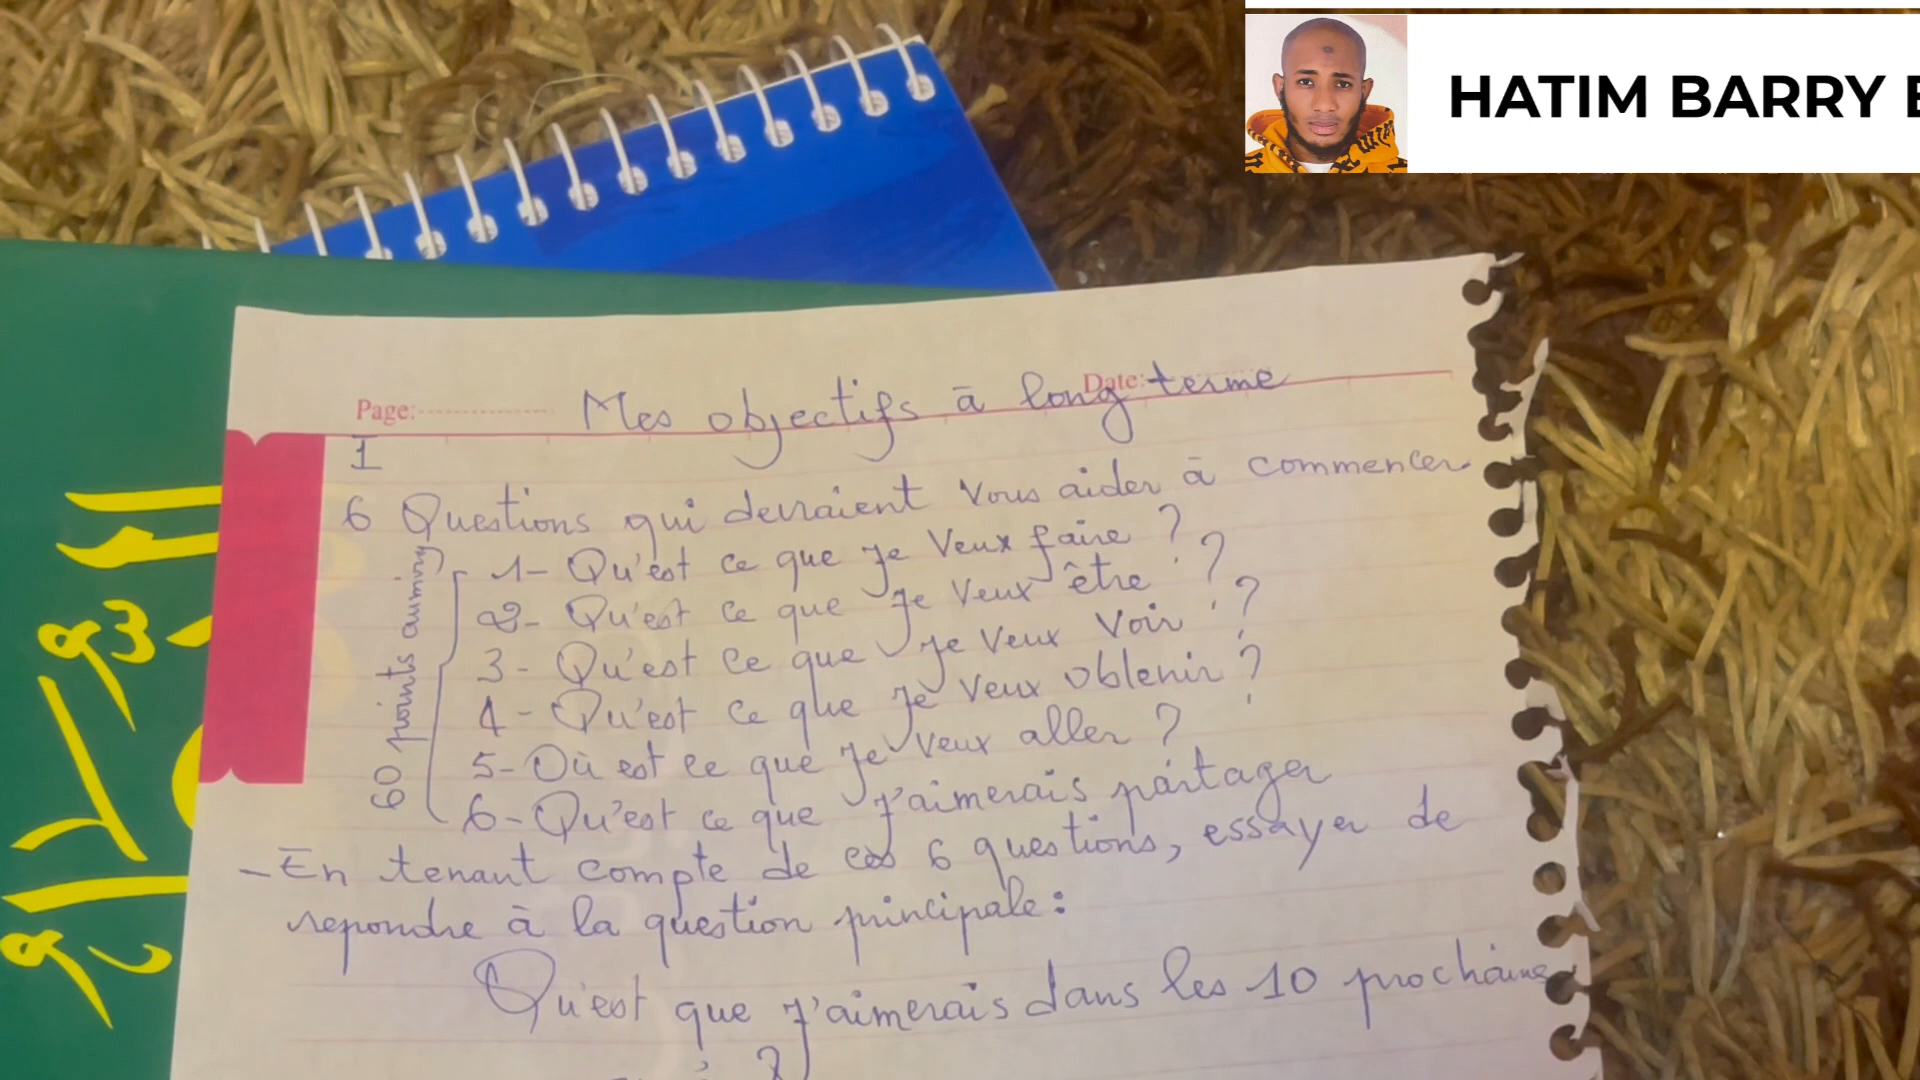 HATIM BARRY
Page:
Date:
Mes objectifs à long terme
I
6 Questions qui devraient Vous aider à commencer
60 points
1- Qu'est ce que je Veux faire ?
2- Qu'est ce que je Veux être ?
3- Qu'est ce que je Veux Voir ?
4- Qu'est ce que je Veux obtenir ?
5- Où est ce que je veux aller ?
6- Qu'est ce que j'aimerais partager
- En tenant compte de ces 6 questions, essayer de
repondre à la question principale:
Qu'est que j'aimerais dans les 10 prochaine